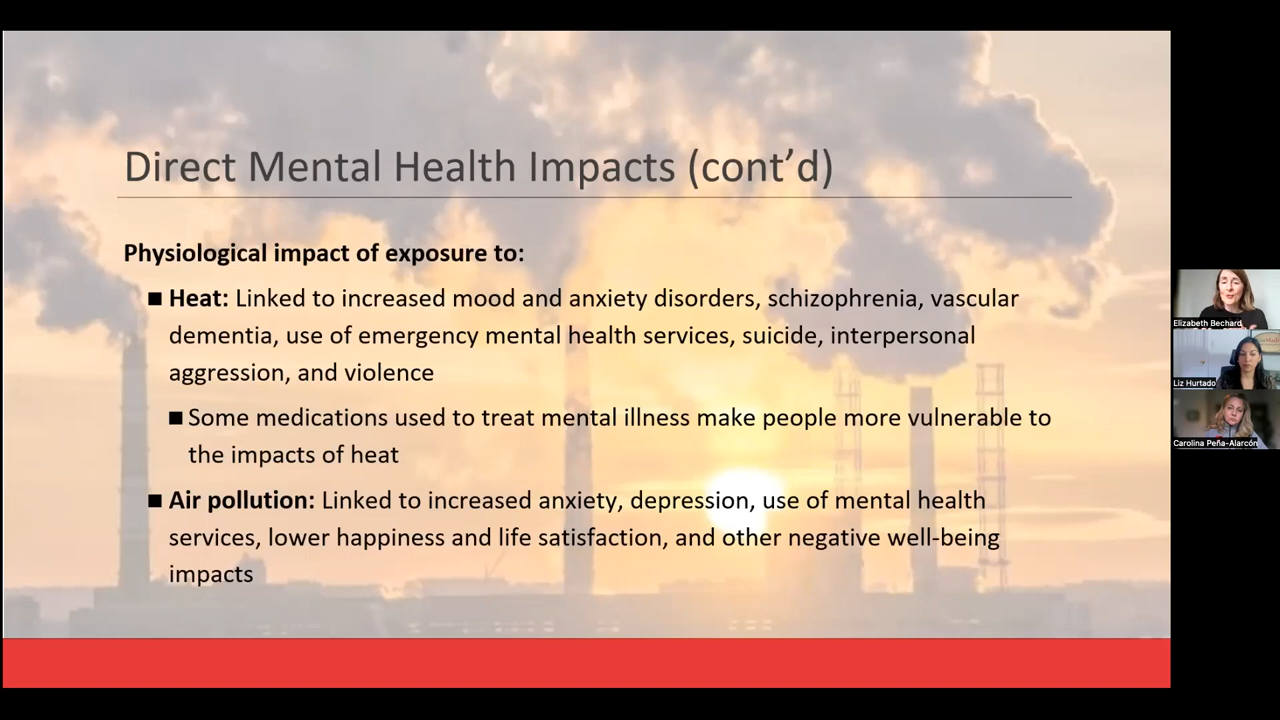 Direct Mental Health Impacts (cont’d)
Physiological impact of exposure to:
■ Heat: Linked to increased mood and anxiety disorders, schizophrenia, vascular
dementia, use of emergency mental health services, suicide, interpersonal
aggression, and violence
■ Some medications used to treat mental illness make people more vulnerable to
the impacts of heat
■ Air pollution: Linked to increased anxiety, depression, use of mental health
services, lower happiness and life satisfaction, and other negative well-being
impacts
Elizabeth Bechard
Liz Hurtado
Carolina Peña-Alarcón